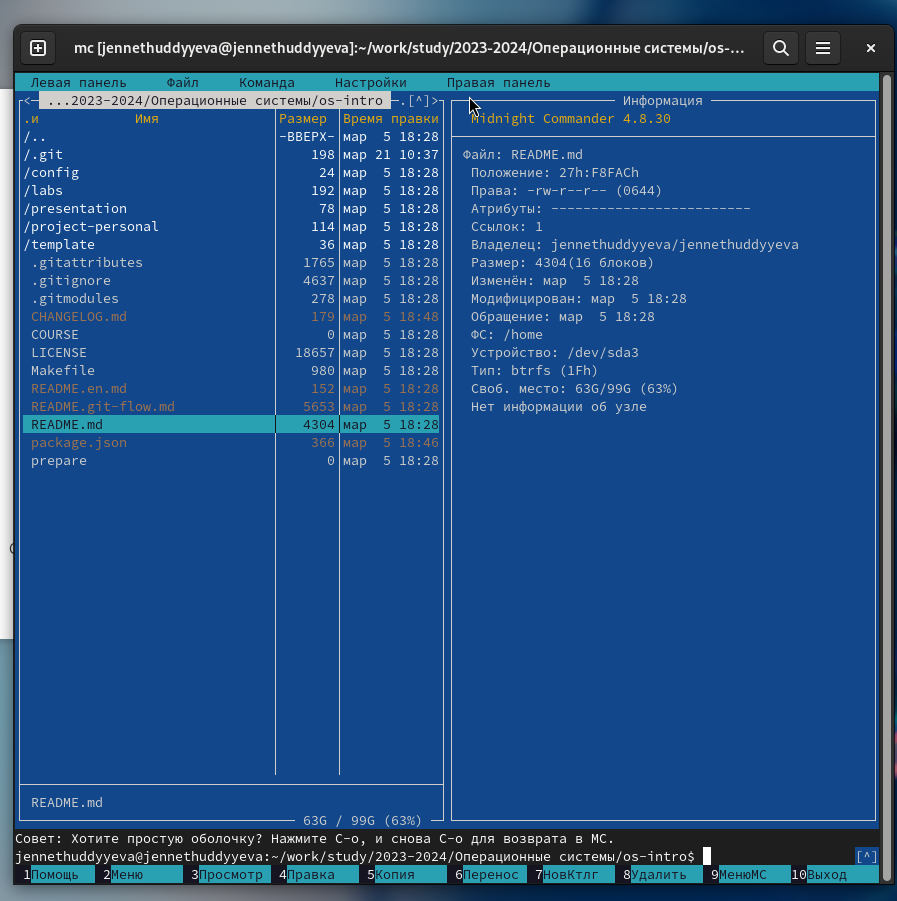 mc [jennethuddyyeva@jennethuddyyeva]:~/work/study/2023-2024/Операционные системы/os-...
Левая панель Файл Команда Настройки Правая панель
<─ ...2023-2024/Операционные системы/os-intro ─.[^]>
.и Имя Размер Время правки
/.. -ВВЕРХ- мар 5 18:28
/.git 198 мар 21 10:37
/config 24 мар 5 18:28
/labs 192 мар 5 18:28
/presentation 78 мар 5 18:28
/project-personal 114 мар 5 18:28
/template 36 мар 5 18:28
.gitattributes 1765 мар 5 18:28
.gitignore 4637 мар 5 18:28
.gitmodules 278 мар 5 18:28
CHANGELOG.md 179 мар 5 18:48
COURSE 0 мар 5 18:28
LICENSE 18657 мар 5 18:28
Makefile 980 мар 5 18:28
README.en.md 152 мар 5 18:28
README.git-flow.md 5653 мар 5 18:28
README.md 4304 мар 5 18:28
package.json 366 мар 5 18:46
prepare 0 мар 5 18:28
README.md
63G / 99G (63%)
Информация
Midnight Commander 4.8.30
Файл: README.md
Положение: 27h:F8FACh
Права: -rw-r--r-- (0644)
Атрибуты: -------------------------
Ссылок: 1
Владелец: jennethuddyyeva/jennethuddyyeva
Размер: 4304(16 блоков)
Изменён: мар 5 18:28
Модифицирован: мар 5 18:28
Обращение: мар 5 18:28
ФС: /home
Устройство: /dev/sda3
Тип: btrfs (1Fh)
Своб. место: 63G/99G (63%)
Нет информации об узле
Совет: Хотите простую оболочку? Нажмите C-o, и снова C-o для возврата в MC.
jennethuddyyeva@jennethuddyyeva:~/work/study/2023-2024/Операционные системы/os-intro$ [^]
1Помощь 2Меню 3Просмотр 4Правка 5Копия 6Перенос 7НовКтлг 8Удалить 9МенюMC 10Выход